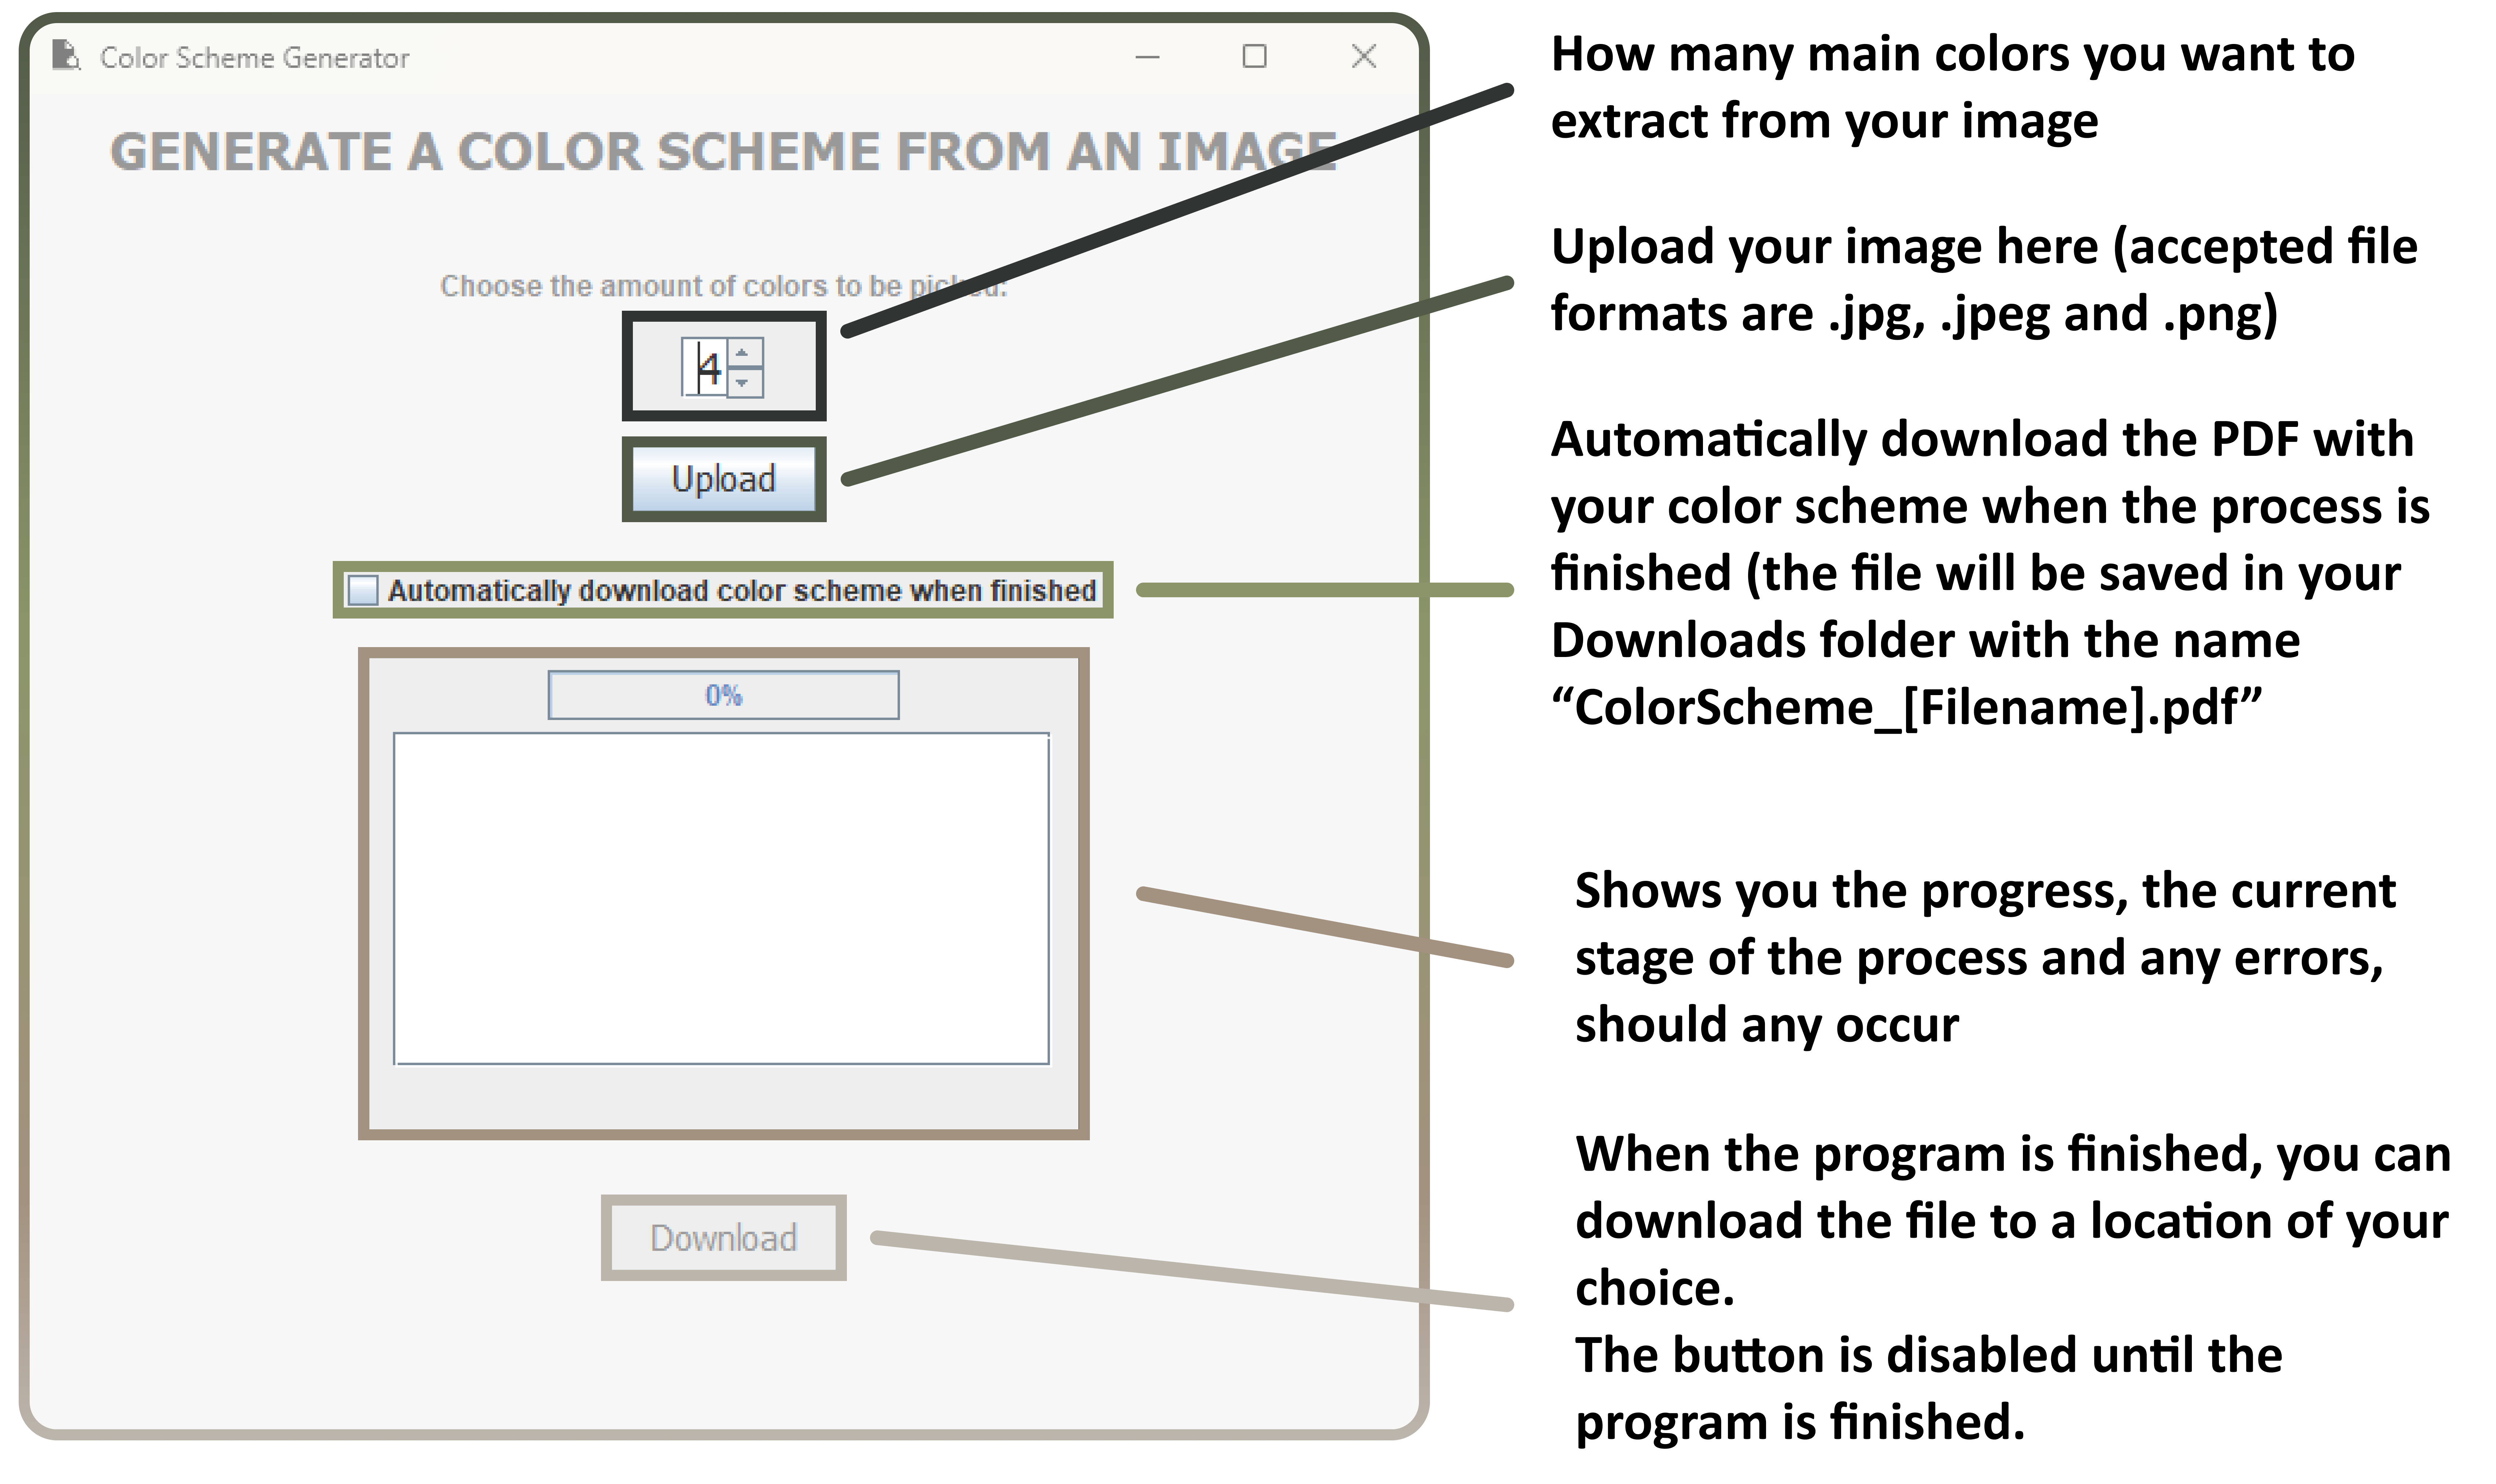 Color Scheme Generator
GENERATE A COLOR SCHEME FROM AN IMAGE
Choose the amount of colors to be picked:
4
Upload
Automatically download color scheme when finished
0%
Download
How many main colors you want to
extract from your image
Upload your image here (accepted file
formats are .jpg, .jpeg and .png)
Automatically download the PDF with
your color scheme when the process is
finished (the file will be saved in your
Downloads folder with the name
“ColorScheme_[Filename].pdf”
Shows you the progress, the current
stage of the process and any errors,
should any occur
When the program is finished, you can
download the file to a location of your
choice.
The button is disabled until the
program is finished.